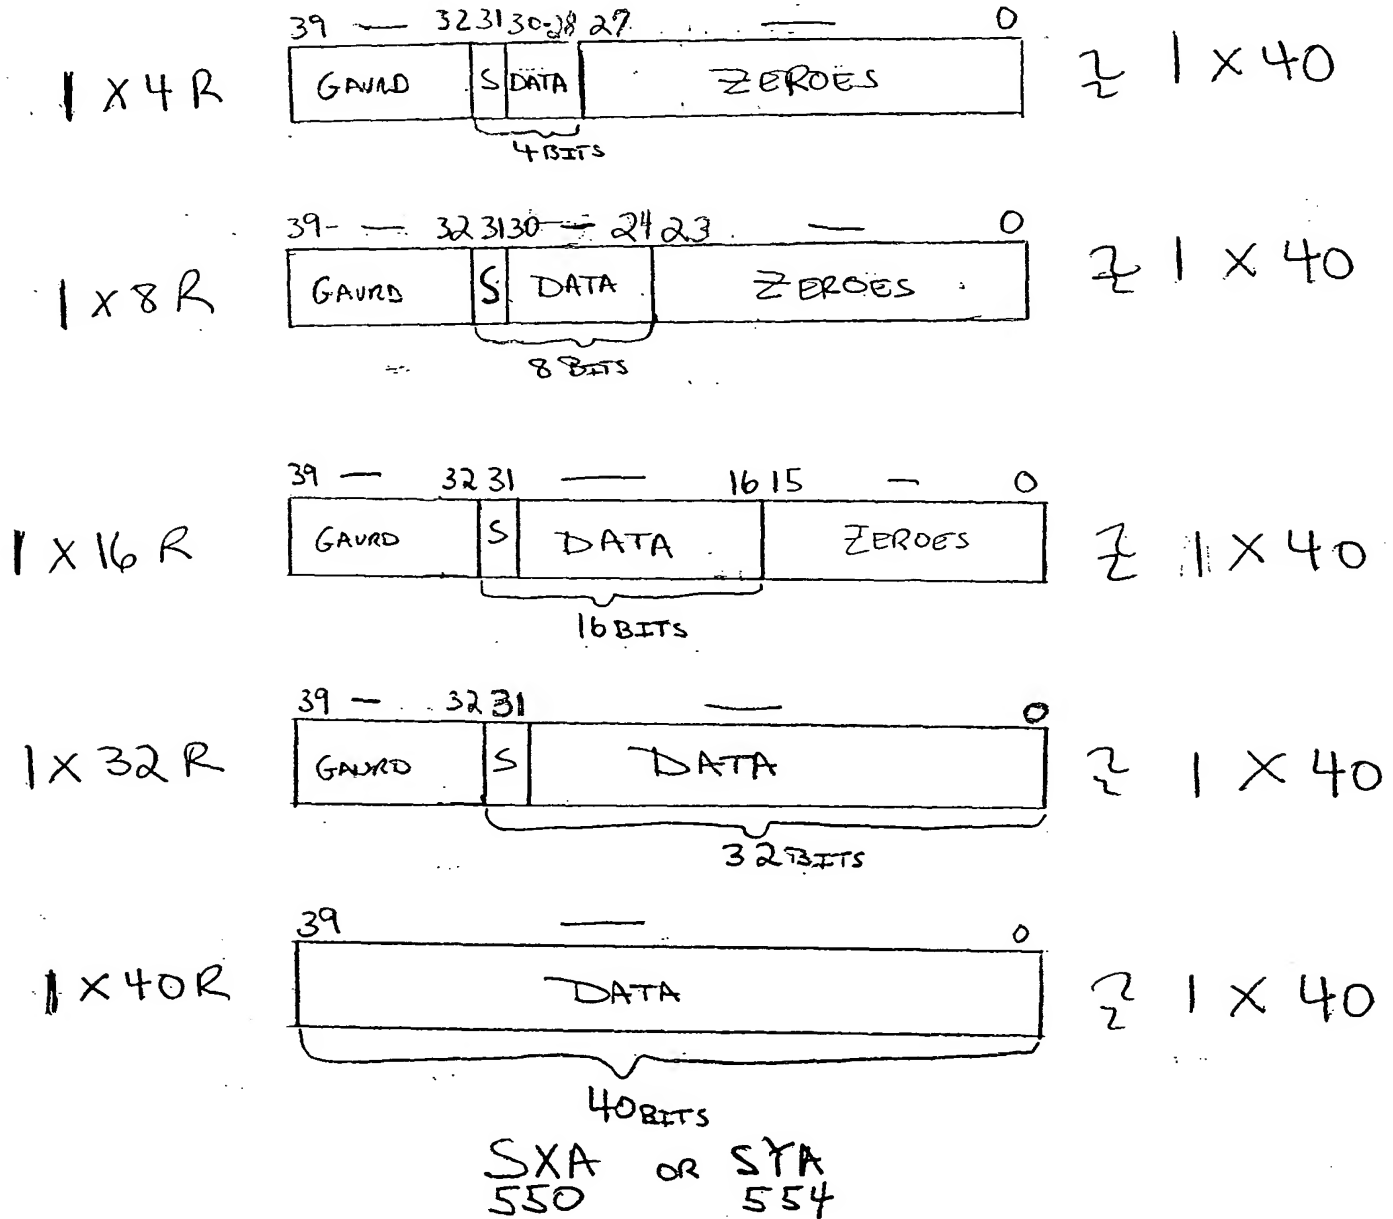 39 — 32 31 30-28 27 — 0
1 X 4 R GAURD S DATA ZEROES 1 X 40
4 BITS
39 — 32 31 30 — 24 23 — 0
1 X 8 R GAURD S DATA ZEROES 1 X 40
8 BITS
39 — 32 31 — 16 15 — 0
1 X 16 R GAURD S DATA ZEROES 1 X 40
16 BITS
39 — 32 31 — 0
1 X 32 R GAURD S DATA 1 X 40
32 BITS
39 — 0
1 X 40 R DATA 1 X 40
40 BITS
SXA OR SYA
550 554